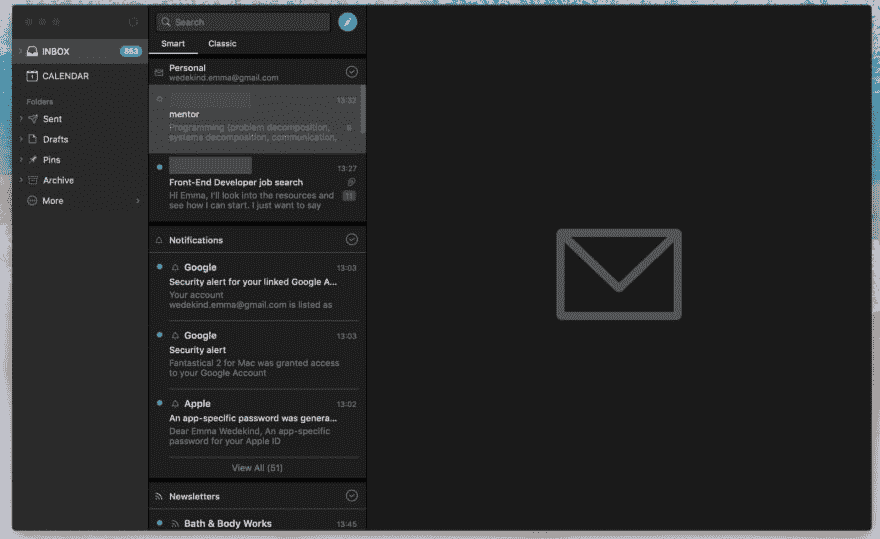 INBOX
553
CALENDAR
Folders
Sent
Drafts
Pins
Archive
More
Search
Smart Classic
Personal
wedekind.emma@gmail.com
13:33
mentor
Programming (problem decomposition,
systems decomposition, communication,
6
13:27
Front-End Developer job search
Hi Emma, I'll look into the resources and
11
see how I can start. I just want to say
Notifications
Google 13:03
Security alert for your linked Google A...
Your account
wedekind.emma@gmail.com is listed as
Google 13:03
Security alert
Fantastical 2 for Mac was granted access
to your Google Account
Apple 13:02
An app-specific password was genera...
Dear Emma Wedekind, An app-specific
password for your Apple ID
View All (51)
Newsletters
Bath & Body Works 13:45